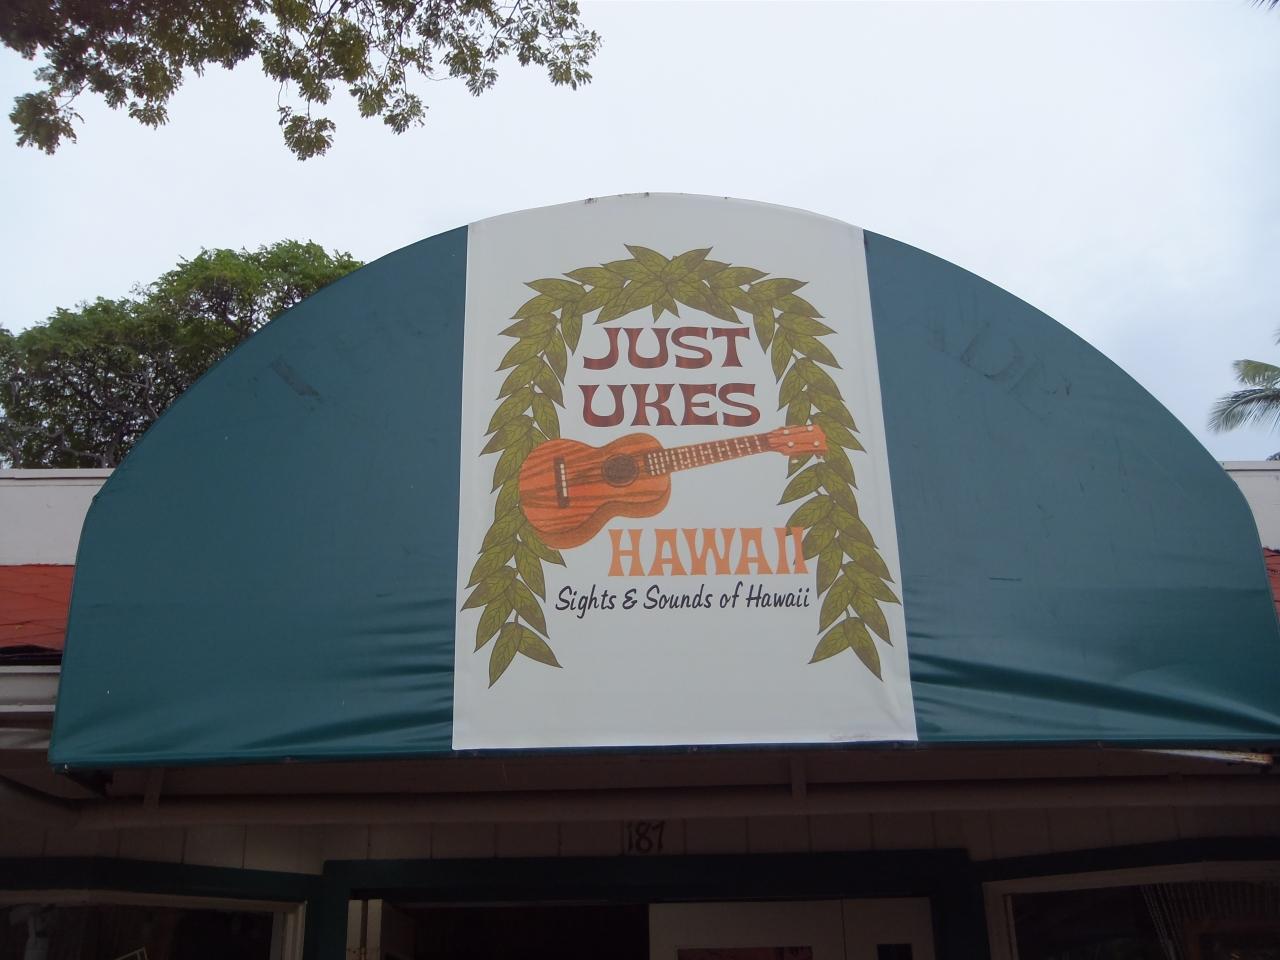 JUST
UKES
HAWAII
Sights & Sounds of Hawaii
187